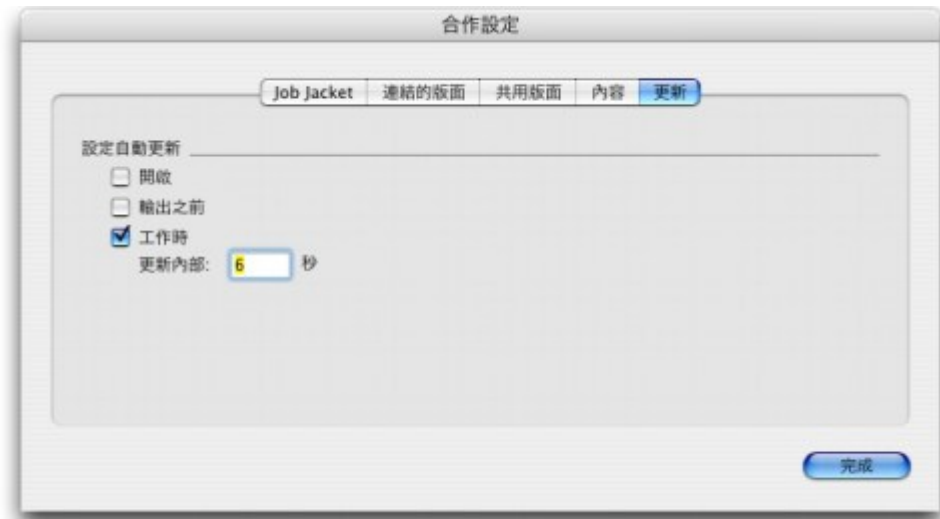 合作設定
Job Jacket 連結的版面 共用版面 內容 更新
設定自動更新
開啟
輸出之前
工作時
更新內部: 6 秒
完成